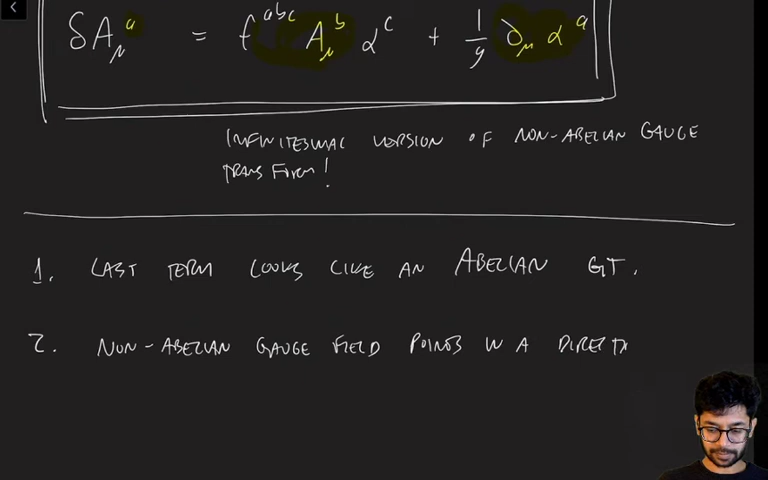 δA_μ^a = f^{abc} A_μ^b α^c + 1/g ∂_μ α^a
INFINITESIMAL VERSION OF NON-ABELIAN GAUGE
TRANSFORM!
1. LAST TERM LOOKS LIKE AN ABELIAN GT.
2. NON-ABELIAN GAUGE FIELD POINTS IN A DIRECTI